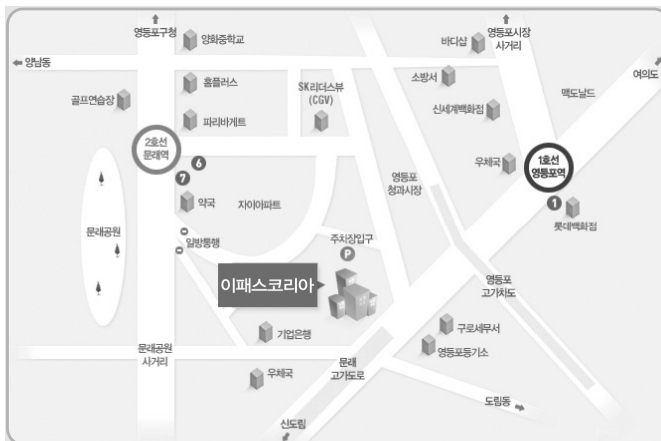 영등포구청
양화중학교
영등포시장
사거리
바다샵
양남동
홈플러스
SK리더스뷰
(CGV)
소방서
여의도
골프연습장
신세계백화점
맥도날드
파리바게트
2호선
문래역
우체국
1호선
영등포역
6
7
영등포
청과시장
약국
자이아파트
1
롯데백화점
문래공원
일방통행
주차장입구
P
이패스코리아
영등포
고가차도
기업은행
구로세무서
영등포등기소
문래공원
사거리
문래
고가도로
우체국
도림동
신도림